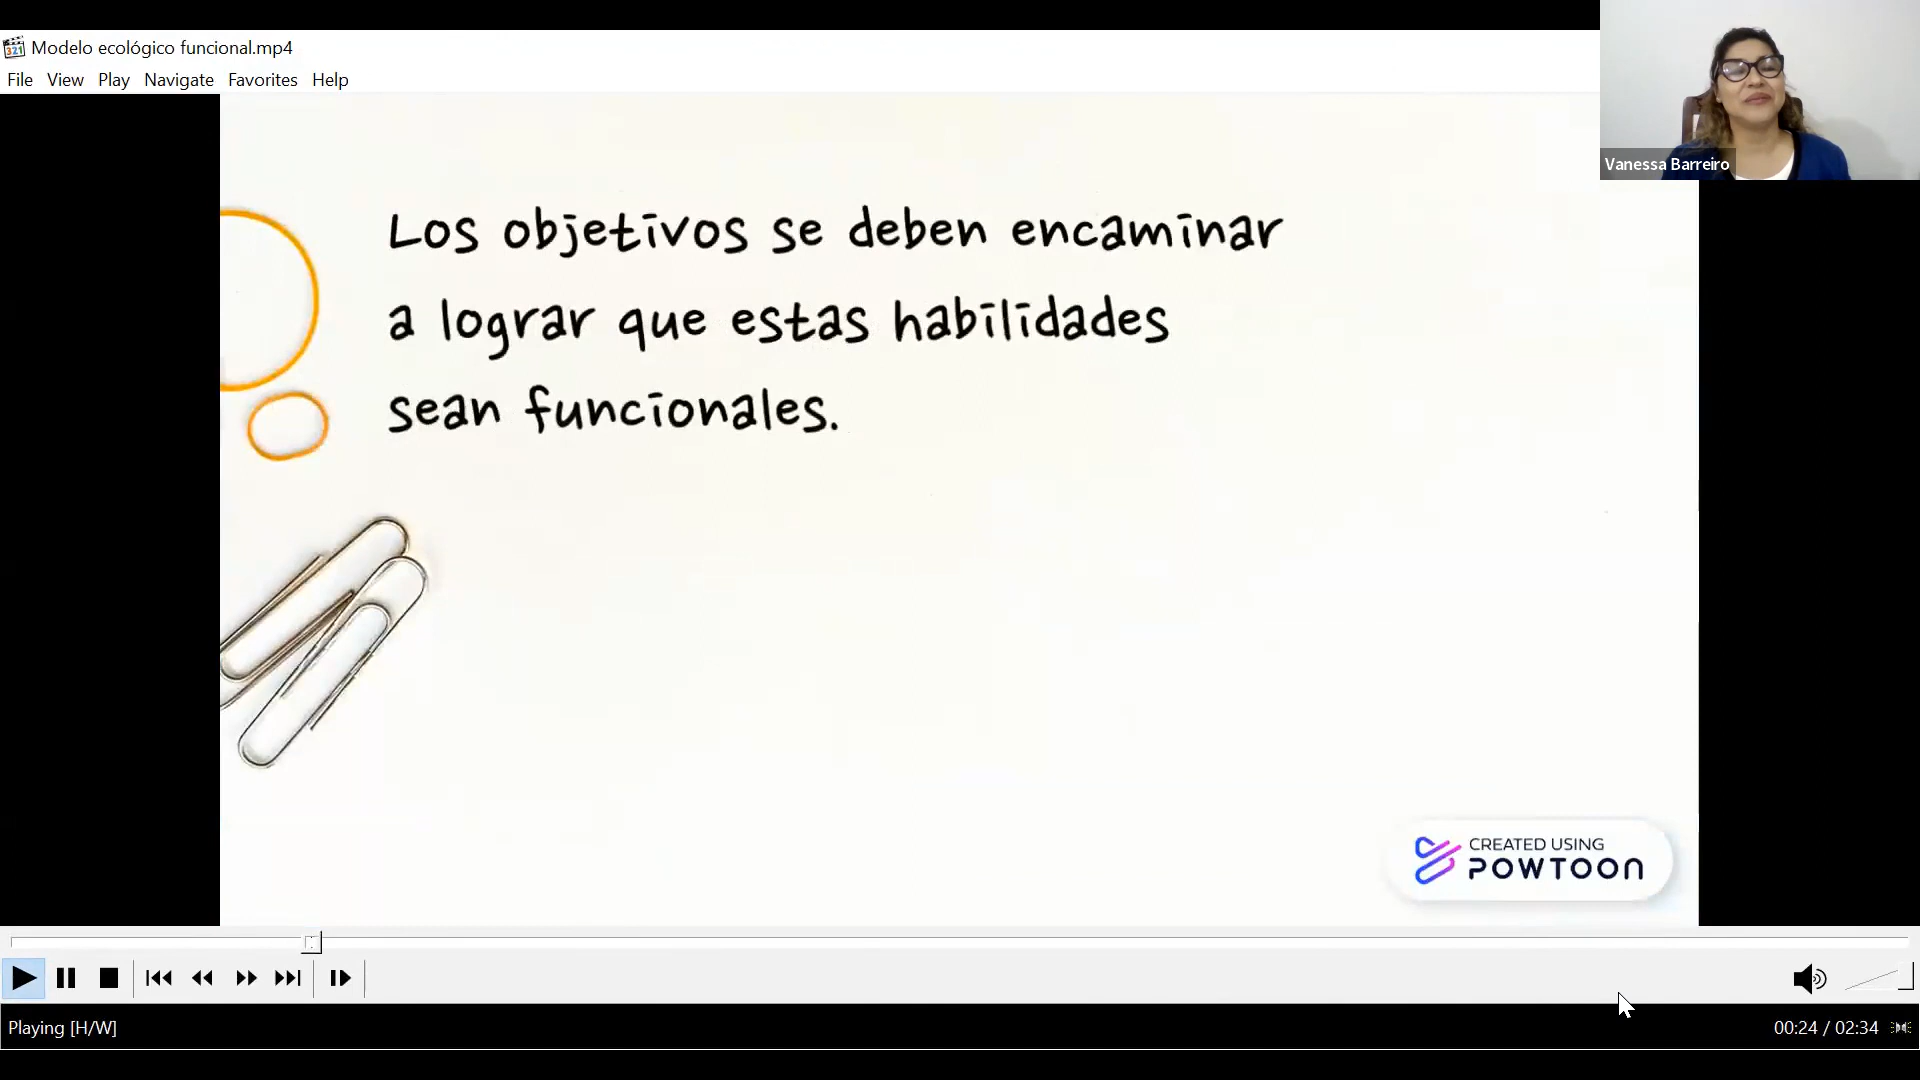 Modelo ecológico funcional.mp4
File View Play Navigate Favorites Help
Vanessa Barreiro
Los objetivos se deben encaminar
a lograr que estas habilidades
sean funcionales.
CREATED USING
POWTOON
Playing [H/W]
00:24 / 02:34